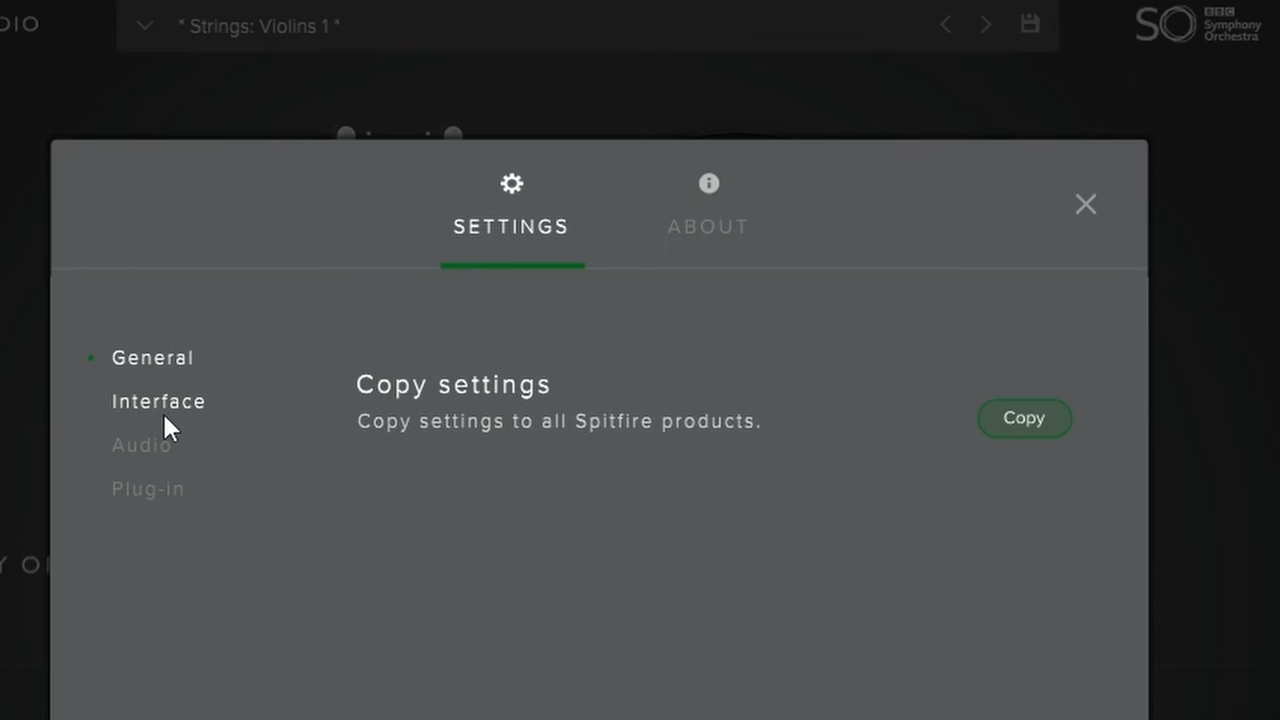 DIO
* Strings: Violins 1 *
SO
BBC
Symphony
Orchestra
SETTINGS
ABOUT
General
Interface
Audio
Plug-in
Copy settings
Copy settings to all Spitfire products.
Copy
Y OR